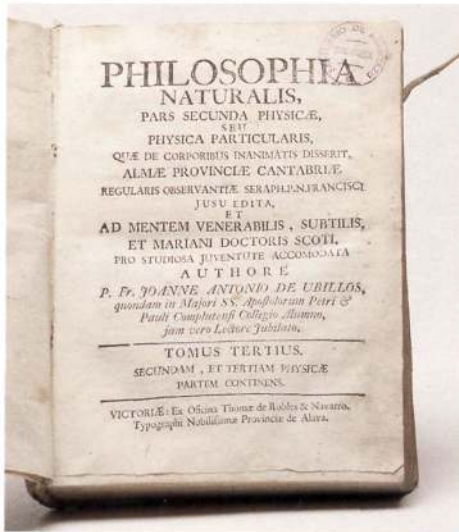 PHILOSOPHIA
NATURALIS,
PARS SECUNDA PHYSICÆ,
SEU
PHYSICA PARTICULARIS,
QUÆ DE CORPORIBUS INANIMATIS DISSERIT,
ALMÆ PROVINCIÆ CANTABRIÆ
REGULARIS OBSERVANTIÆ SERAPH.P.N.FRANCISCI
JUSU EDITA,
ET
AD MENTEM VENERABILIS, SUBTILIS,
ET MARIANI DOCTORIS SCOTI,
PRO STUDIOSA JUVENTUTE ACCOMODATA
AUTHORE
P. Fr. JOANNE ANTONIO DE UBILLOS,
quondam in Majori SS. Apostolorum Petri &
Pauli Complutensi Collegio Alumno,
jam vero Lectore Jubilato.
TOMUS TERTIUS.
SECUNDAM, ET TERTIAM PHYSICÆ
PARTEM CONTINENS.
VICTORIÆ: Ex Oficina Thomæ de Robles & Navarro.
Typographi Nobilissimæ Provinciæ de Alava.